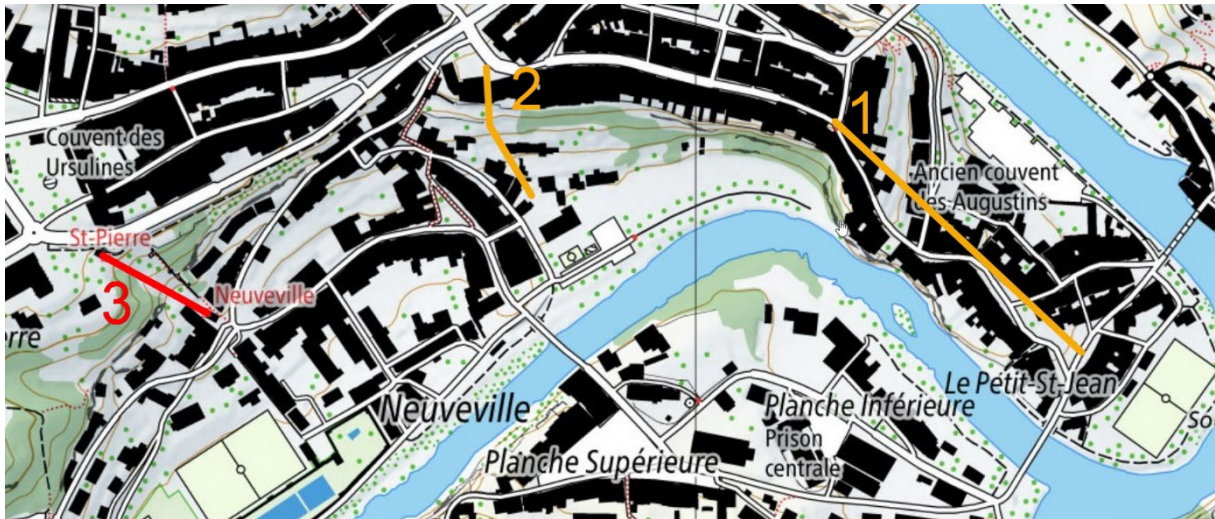 2
1
Couvent des
Ursulines
Ancien couvent
des Augustins
St-Pierre
Neuveville
3
rre
Le Petit-St-Jean
Neuveville
Planche Inférieure
So
Prison
centrale
Planche Supérieure